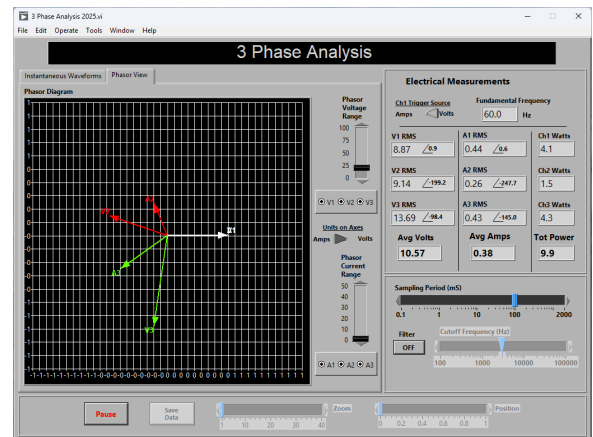 3 Phase Analysis 2025.vi
File Edit Operate Tools Window Help
3 Phase Analysis
Instantaneous Waveforms Phasor View
Phasor Diagram
A2
V2
V1
A3
V3
Phasor
Voltage
Range
100
75
50
25
0
V1 V2 V3
Units on Axes
Amps Volts
Phasor
Current
Range
50
40
30
20
10
0
A1 A2 A3
Electrical Measurements
Ch1 Trigger Source
Amps Volts
Fundamental Frequency
60.0 Hz
V1 RMS A1 RMS Ch1 Watts
8.87 0.9 0.44 0.6 4.1
V2 RMS A2 RMS Ch2 Watts
9.14 -199.2 0.26 -247.7 1.5
V3 RMS A3 RMS Ch3 Watts
13.69 -98.4 0.43 -145.0 4.3
Avg Volts Avg Amps Tot Power
10.57 0.38 9.9
Sampling Period (mS)
0.1 1 10 100 2000
Filter
OFF
Cutoff Frequency (Hz)
100 1000 10000 100000
Pause
Save
Data
Zoom
1 10 20 30 40
Position
0 0.2 0.4 0.6 0.8 1